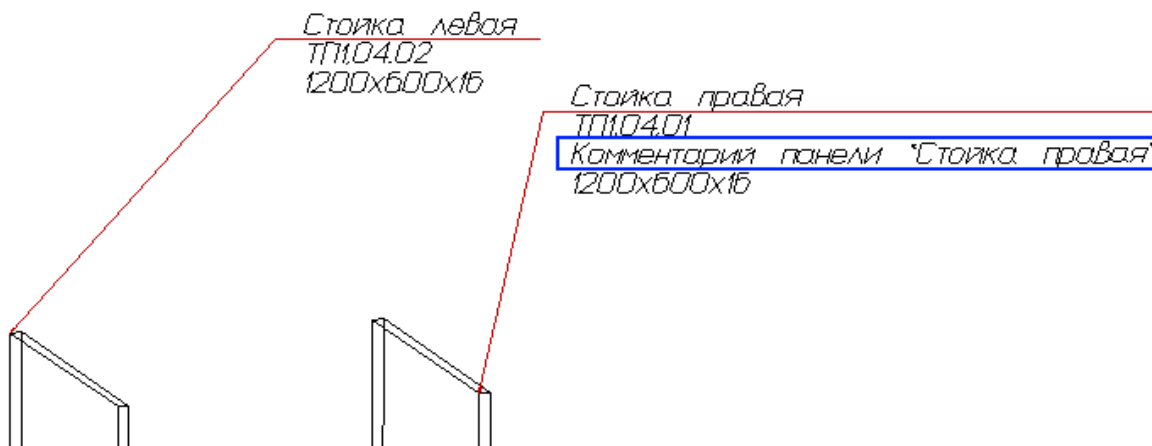 Стойка левая
ТП1.04.02
1200х600х16
Стойка правая
ТП1.04.01
Комментарий панели "Стойка правая"
1200х600х16